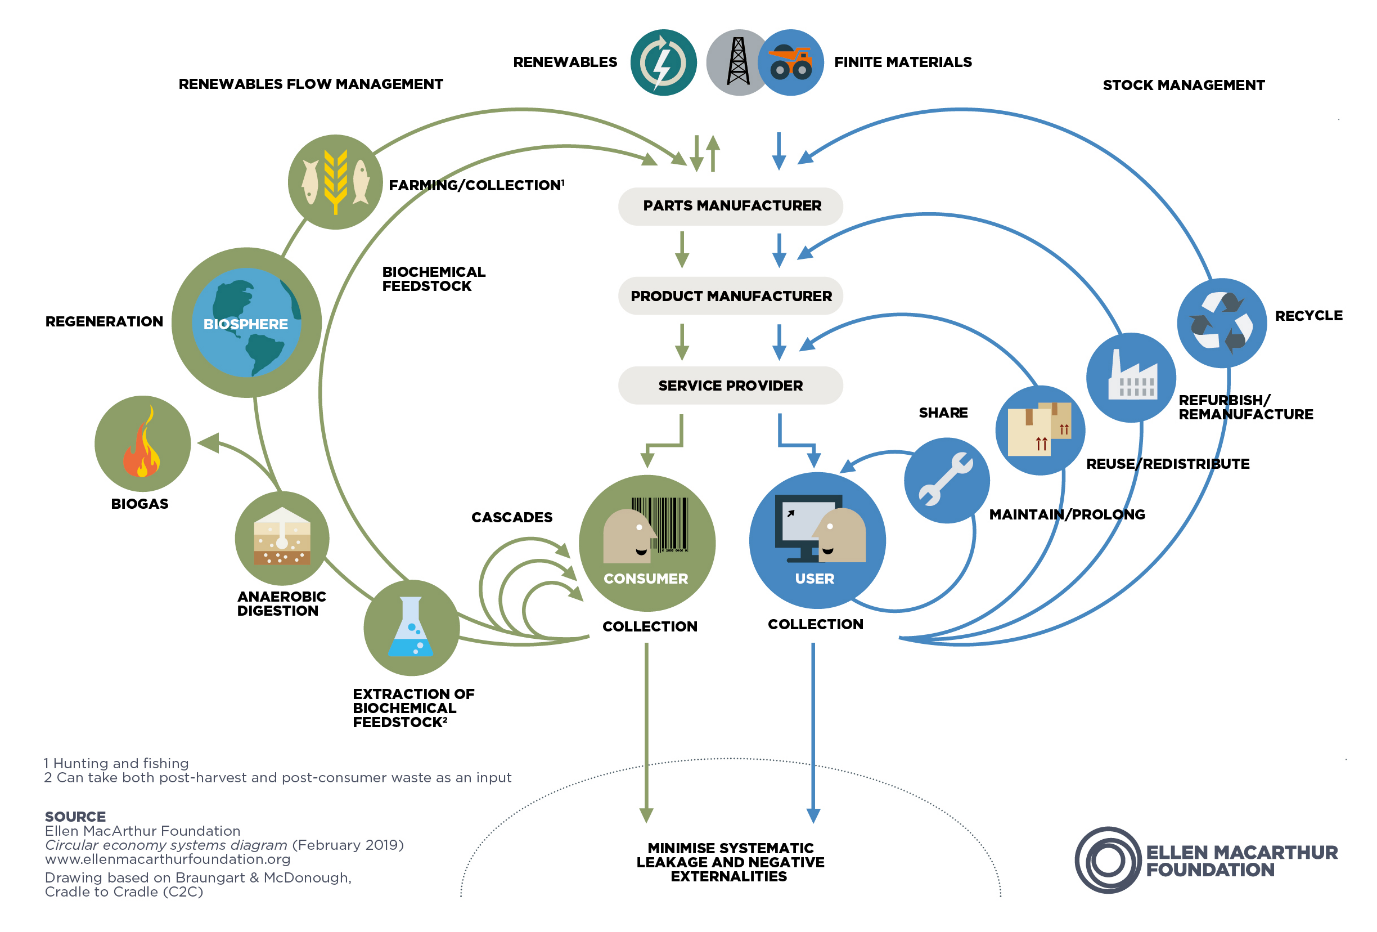 RENEWABLES
FINITE MATERIALS
RENEWABLES FLOW MANAGEMENT
STOCK MANAGEMENT
FARMING/COLLECTION¹
PARTS MANUFACTURER
BIOCHEMICAL
FEEDSTOCK
PRODUCT MANUFACTURER
REGENERATION
BIOSPHERE
RECYCLE
SERVICE PROVIDER
SHARE
REFURBISH/
REMANUFACTURE
REUSE/REDISTRIBUTE
BIOGAS
CASCADES
MAINTAIN/PROLONG
CONSUMER
USER
ANAEROBIC
DIGESTION
COLLECTION
COLLECTION
EXTRACTION OF
BIOCHEMICAL
FEEDSTOCK²
1 Hunting and fishing
2 Can take both post-harvest and post-consumer waste as an input
SOURCE
Ellen MacArthur Foundation
Circular economy systems diagram (February 2019)
www.ellenmacarthurfoundation.org
Drawing based on Braungart & McDonough,
Cradle to Cradle (C2C)
MINIMISE SYSTEMATIC
LEAKAGE AND NEGATIVE
EXTERNALITIES
ELLEN MACARTHUR
FOUNDATION